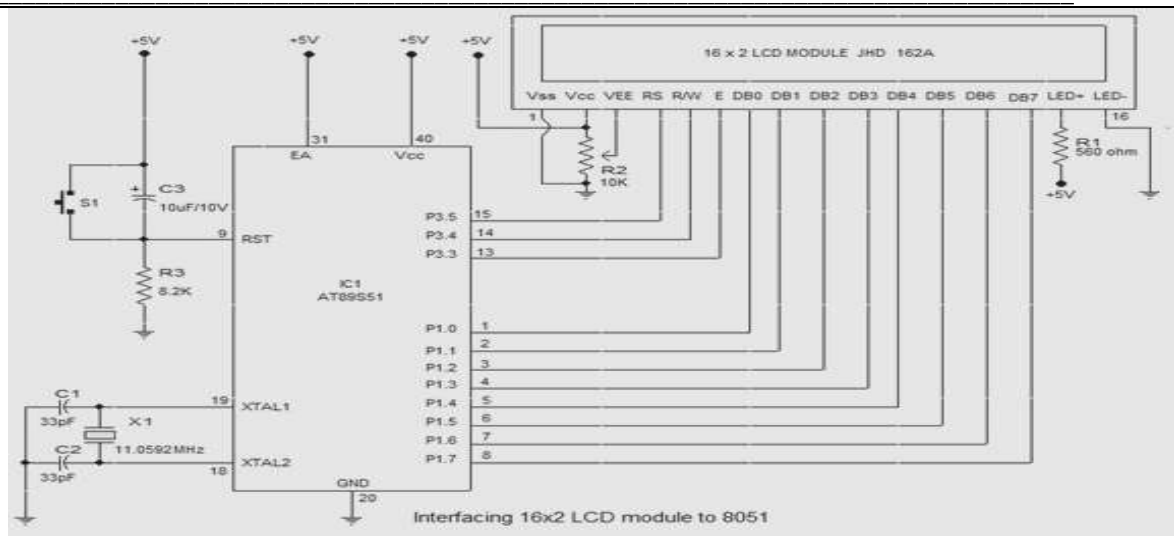 +5V +5V +5V +5V
16 x 2 LCD MODULE JHD 162A
Vss Vcc VEE RS R/W E DB0 DB1 DB2 DB3 DB4 DB5 DB6 DB7 LED+ LED-
1 16
31 40
EA Vcc
R1
560 ohm
+5V
R2
10K
S1
+ C3
10uF/10V
9 RST
R3
8.2K
P3.5 15
P3.4 14
P3.3 13
IC1
AT89S51
P1.0 1
P1.1 2
P1.2 3
P1.3 4
P1.4 5
P1.5 6
P1.6 7
P1.7 8
C1
33pF
19 XTAL1
X1
11.0592MHz
C2
33pF
18 XTAL2
GND
20
Interfacing 16x2 LCD module to 8051